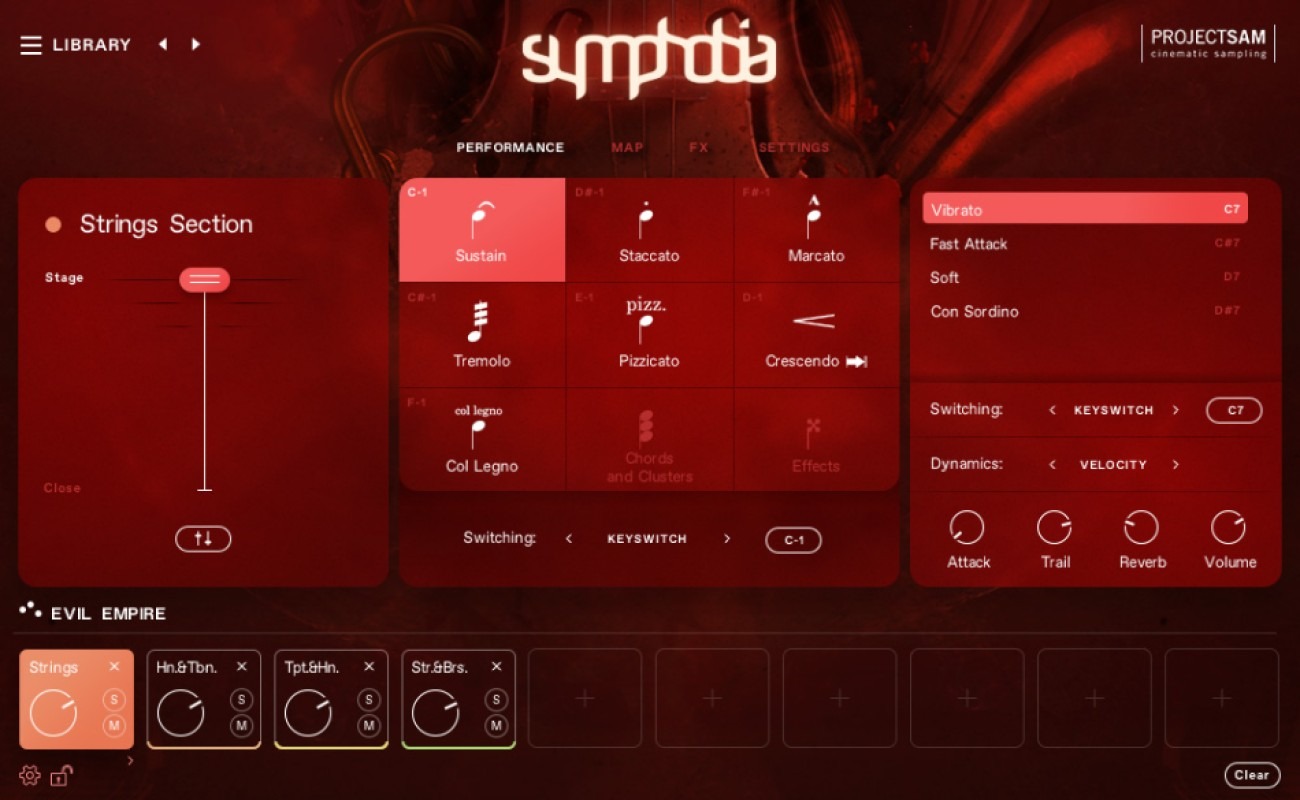 LIBRARY
symphobia
PROJECTSAM
cinematic sampling
PERFORMANCE MAP FX SETTINGS
Strings Section
Stage
Close
C-1
Sustain
D#-1
Staccato
F#-1
Marcato
C#-1
Tremolo
E-1
pizz.
Pizzicato
D-1
Crescendo
F-1
col legno
Col Legno
Chords
and Clusters
Effects
Switching: < KEYSWITCH > C-1
Vibrato C7
Fast Attack C#7
Soft D7
Con Sordino D#7
Switching: < KEYSWITCH > C7
Dynamics: < VELOCITY >
Attack Trail Reverb Volume
EVIL EMPIRE
Strings ×
S
M
Hn.&Tbn. ×
S
M
Tpt.&Hn. ×
S
M
Str.&Brs. ×
S
M
Clear